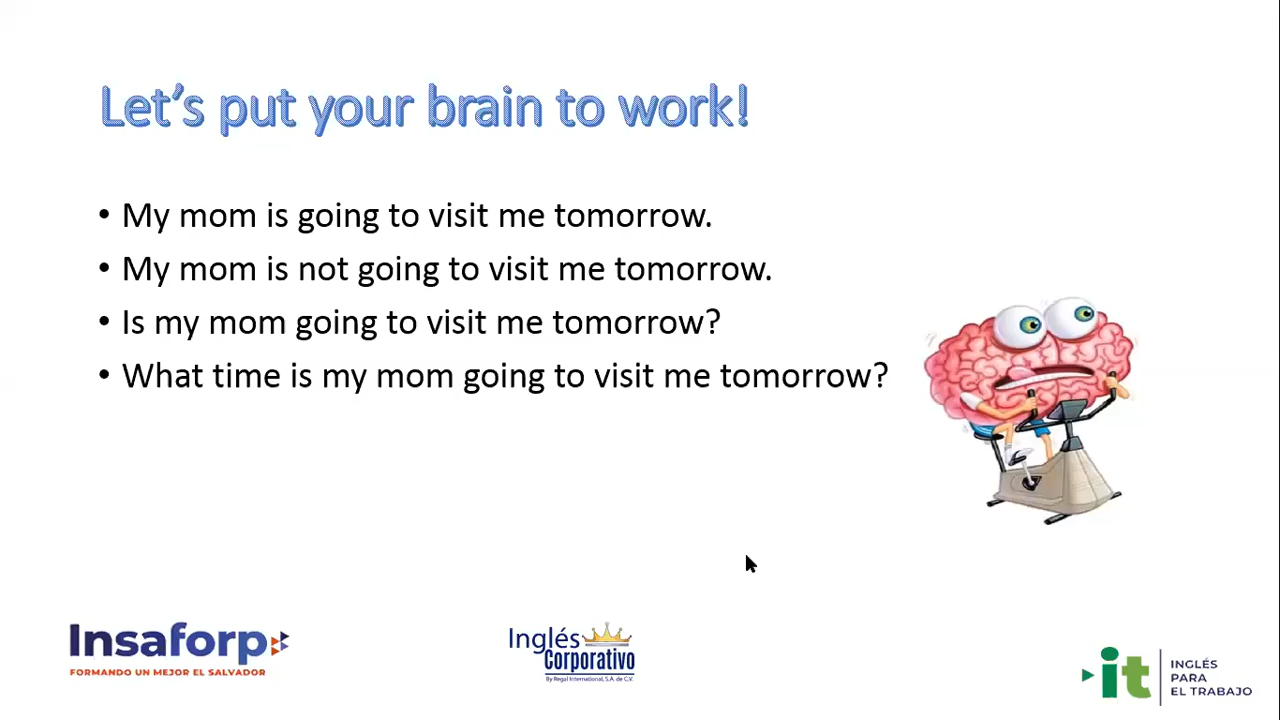 Let's put your brain to work!
• My mom is going to visit me tomorrow.
• My mom is not going to visit me tomorrow.
• Is my mom going to visit me tomorrow?
• What time is my mom going to visit me tomorrow?
Insaforp
FORMANDO UN MEJOR EL SALVADOR
Inglés
Corporativo
By Regal International, S.A. de C.V.
it
INGLÉS
PARA
EL TRABAJO